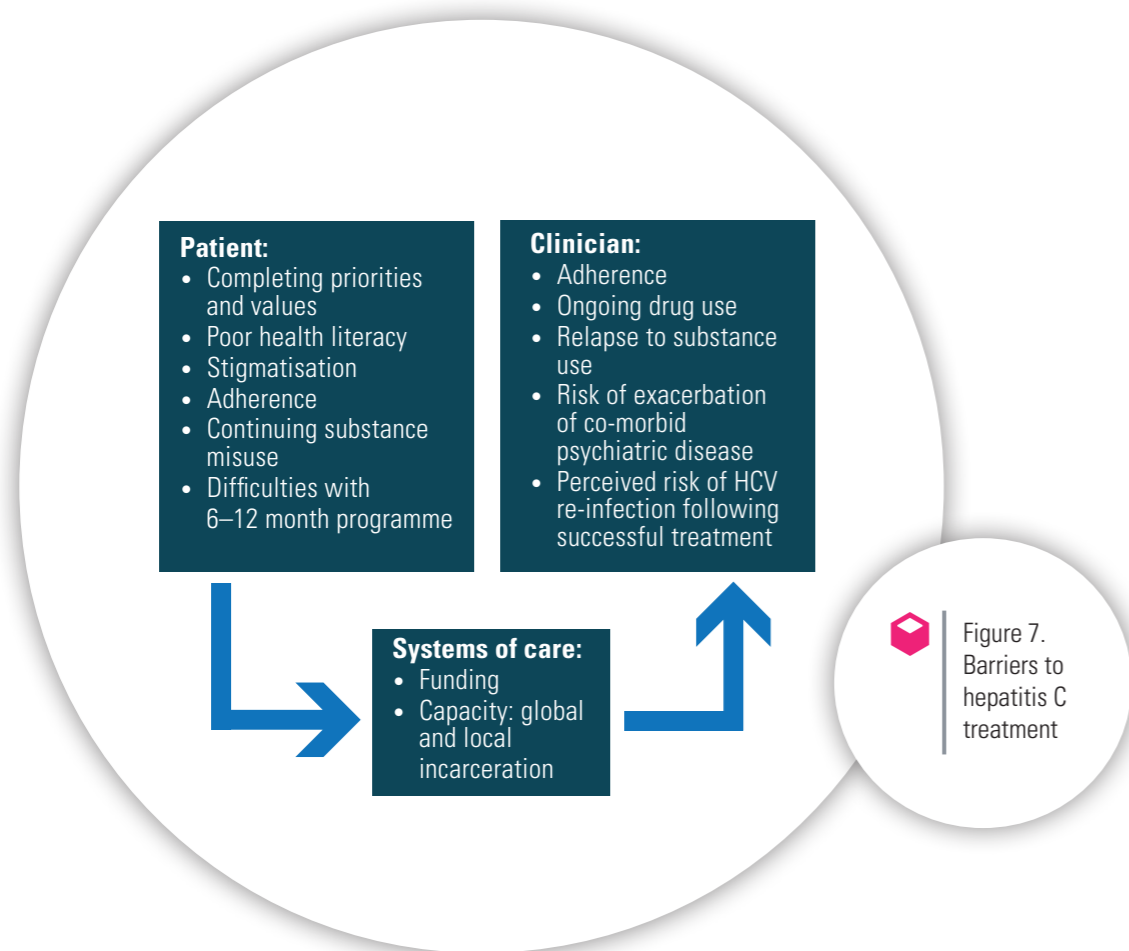 Patient:
• Completing priorities
and values
• Poor health literacy
• Stigmatisation
• Adherence
• Continuing substance
misuse
• Difficulties with
6–12 month programme
Clinician:
• Adherence
• Ongoing drug use
• Relapse to substance
use
• Risk of exacerbation
of co-morbid
psychiatric disease
• Perceived risk of HCV
re-infection following
successful treatment
Systems of care:
• Funding
• Capacity: global
and local
incarceration
Figure 7.
Barriers to
hepatitis C
treatment